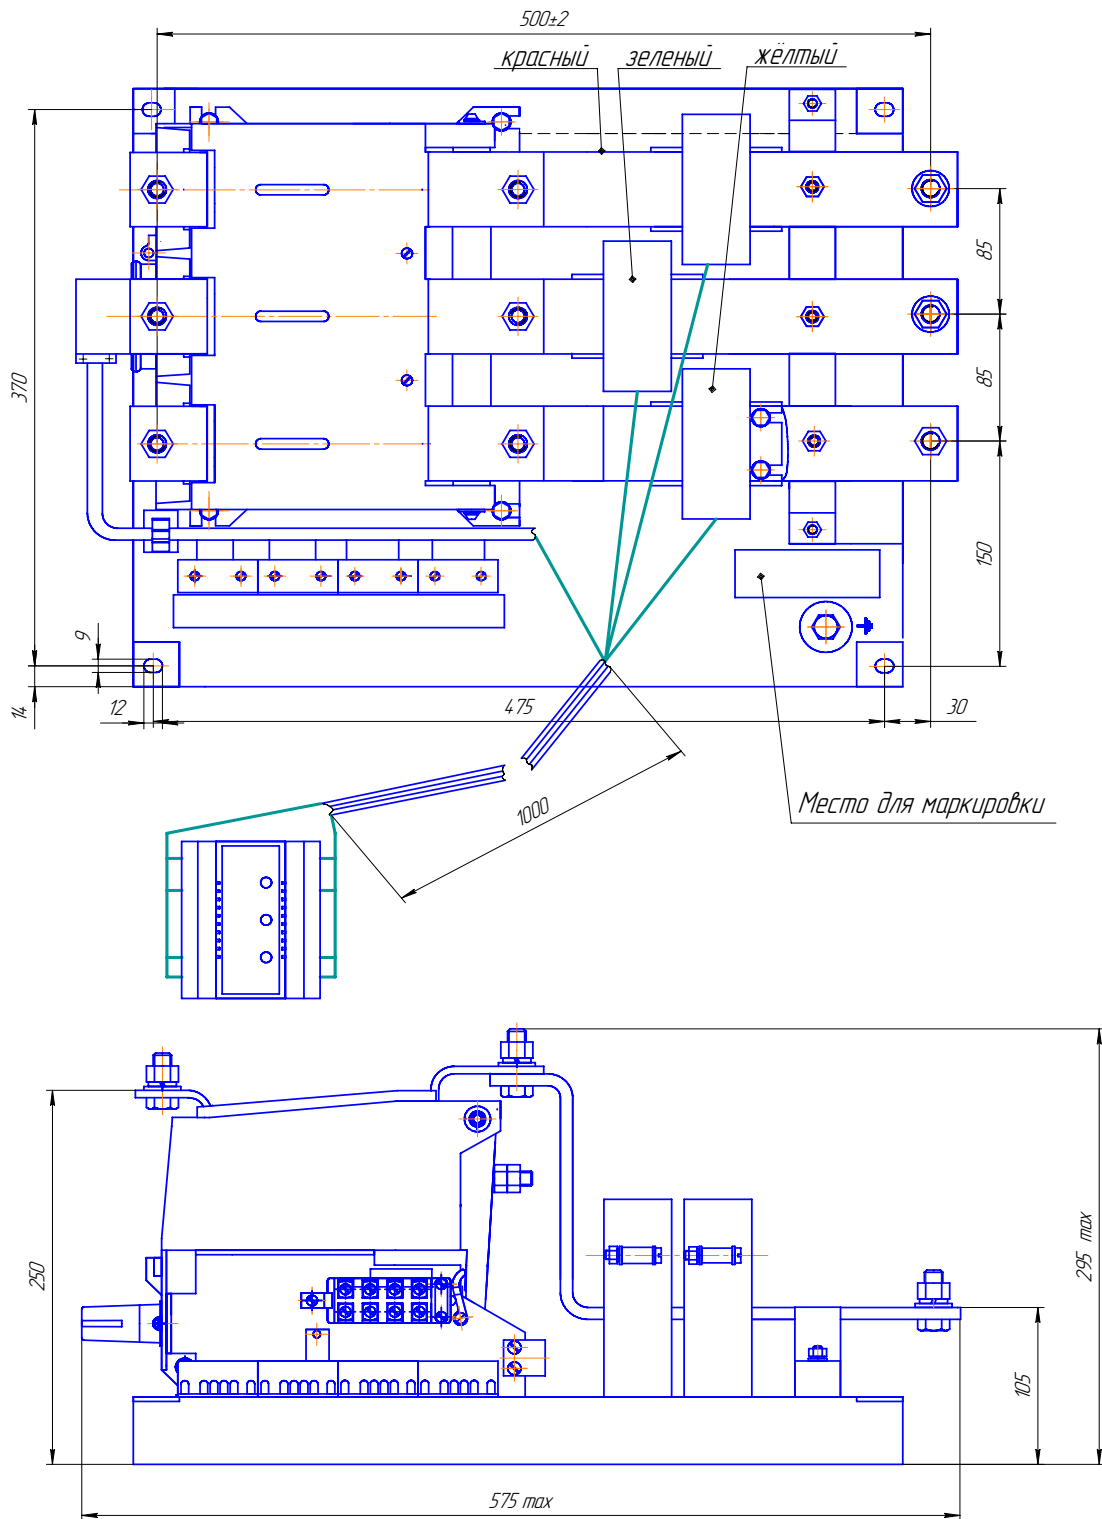 500±2
красный
зеленый
жёлтый
85
370
85
150
9
14
12
475
30
1000
Место для маркировки
250
295 max
105
575 max